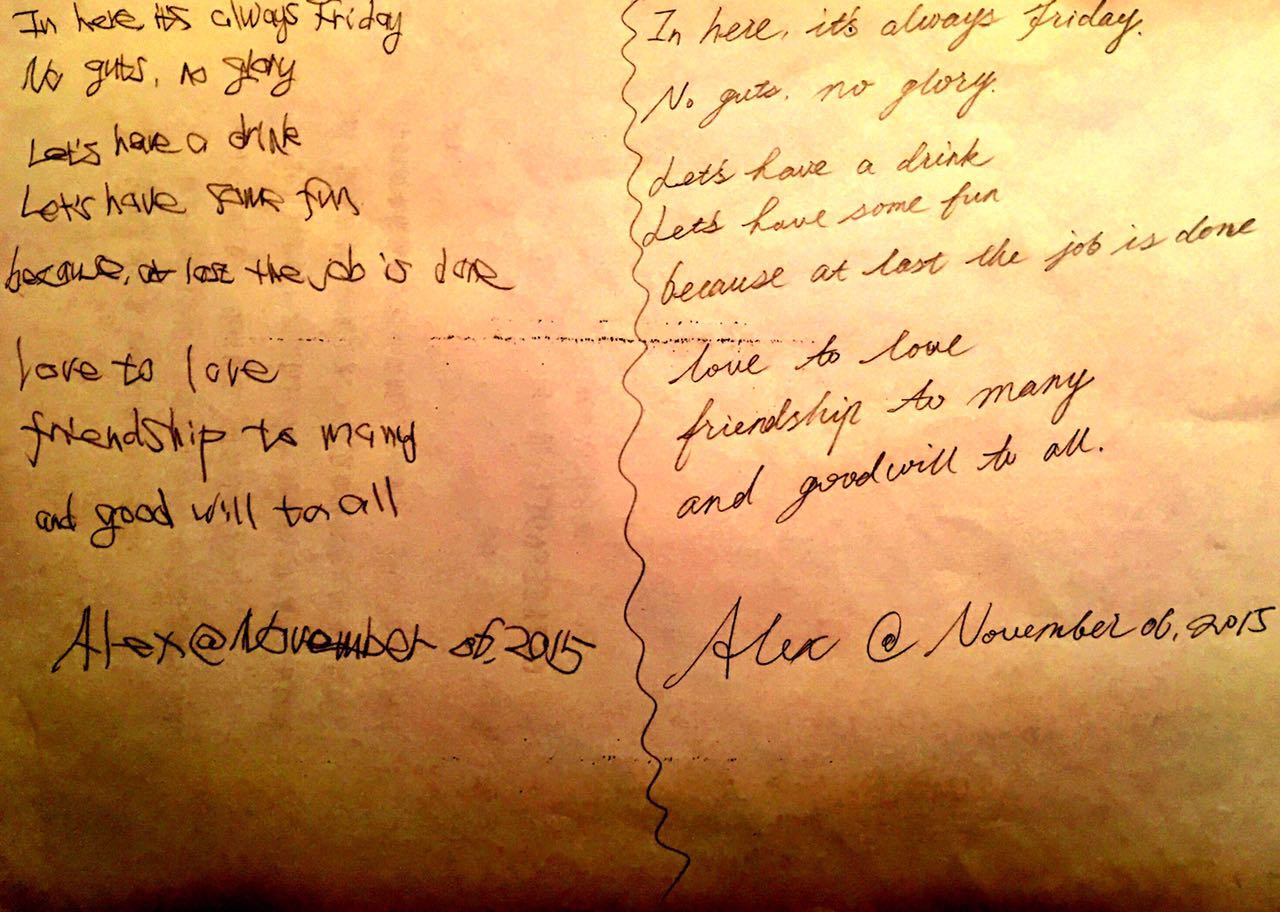 In here it's always Friday
No guts, no glory
Let's have a drink
Let's have some fun
because, at last the job is done
love to love
friendship to many
and good will to all
Alex@November 06, 2015
In here, it's always Friday.
No guts, no glory.
Let's have a drink
Let's have some fun
because at last the job is done
love to love
friendship to many
and goodwill to all.
Alex @ November 06, 2015